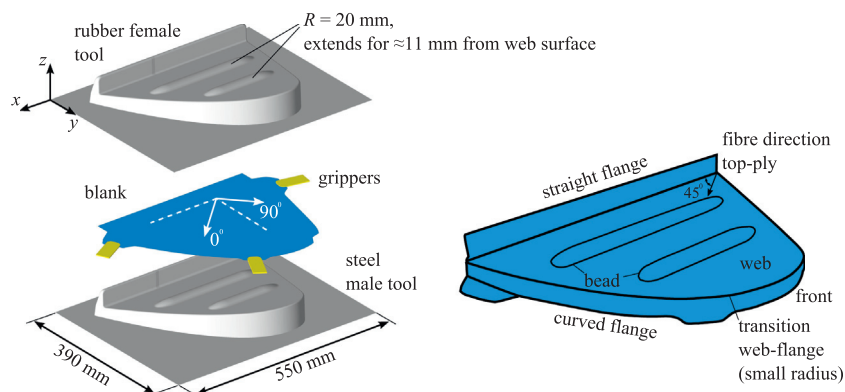 rubber female
tool
R = 20 mm,
extends for ≈11 mm from web surface
z
x
y
blank
grippers
90°
0°
steel
male tool
390 mm
550 mm
fibre direction
top-ply
straight flange
45°
bead
web
front
curved flange
transition
web-flange
(small radius)